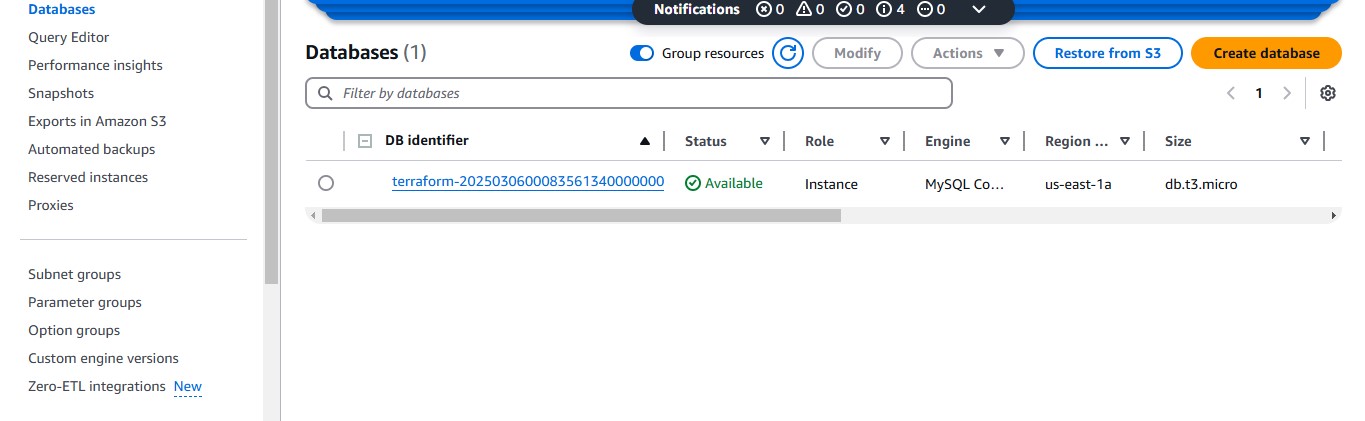 Databases
Query Editor
Performance insights
Snapshots
Exports in Amazon S3
Automated backups
Reserved instances
Proxies
Subnet groups
Parameter groups
Option groups
Custom engine versions
Zero-ETL integrations New
Notifications 0 0 0 4 0
Databases (1)
Group resources
Modify
Actions
Restore from S3
Create database
Filter by databases
1
DB identifier Status Role Engine Region ... Size
terraform-2025030600083561340000000 Available Instance MySQL Co... us-east-1a db.t3.micro